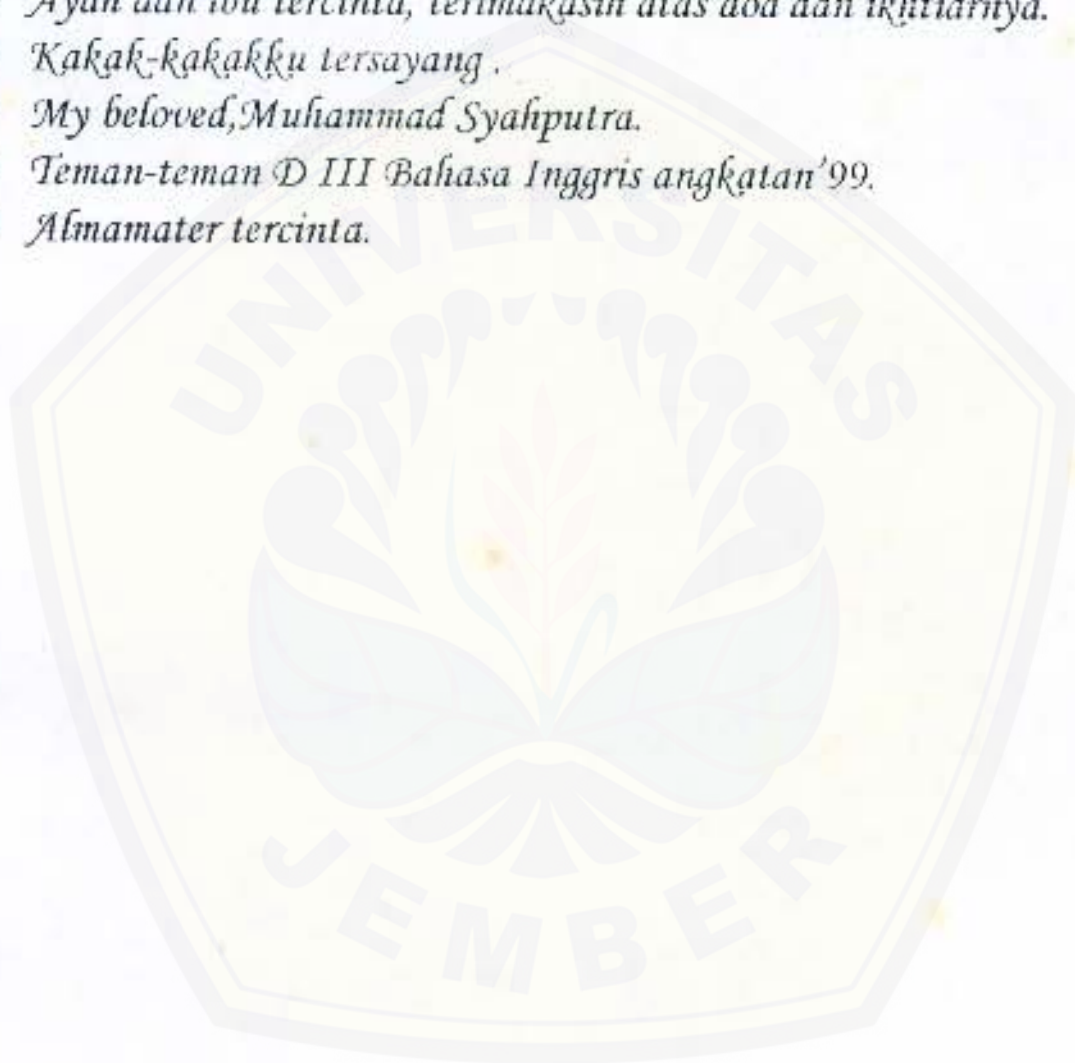 Ayah dan ibu tercinta, terimakasih atas doa dan ikhtiarnya.
Kakak-kakakku tersayang .
My beloved,Muhammad Syahputra.
Teman-teman D III Bahasa Inggris angkatan'99.
Almamater tercinta.
UNIVERSITAS
JEMBER